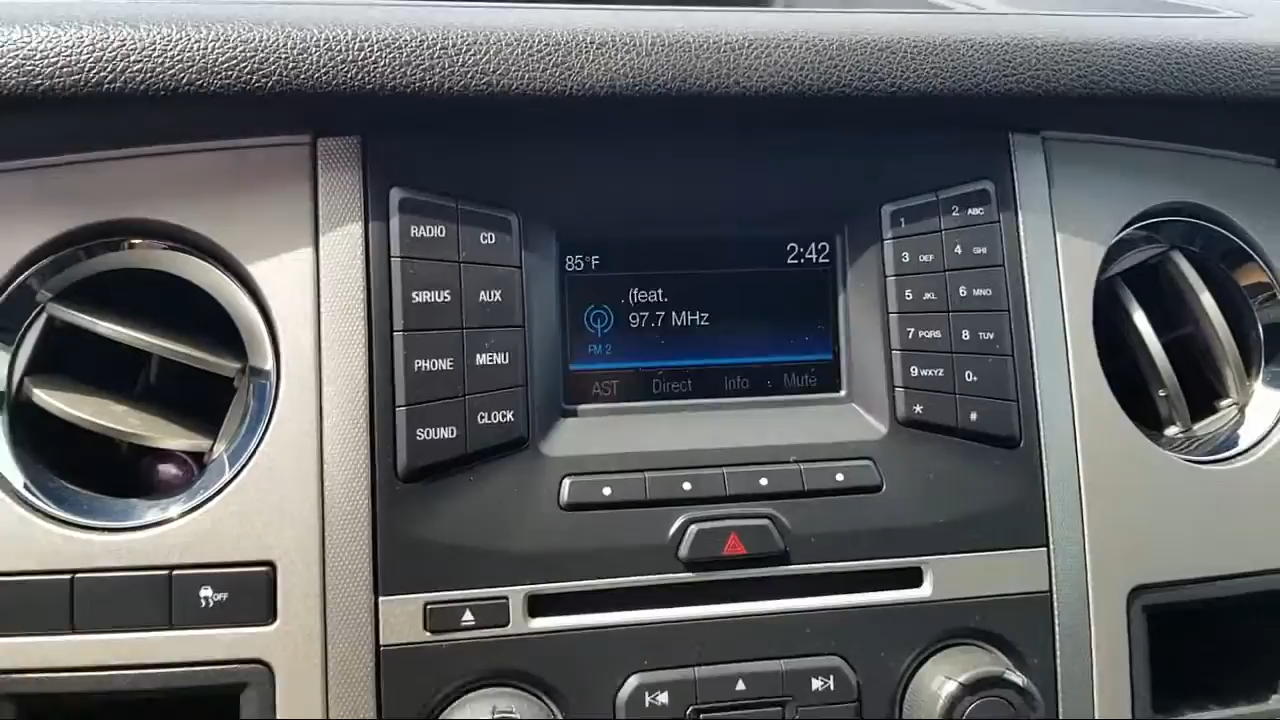 RADIO
CD
SIRIUS
AUX
PHONE
MENU
SOUND
CLOCK
85°F
2:42
. (feat.
97.7 MHz
FM 2
AST Direct Info Mute
1
2 ABC
3 DEF
4 GHI
5 JKL
6 MNO
7 PQRS
8 TUV
9 WXYZ
0+
*
#
OFF